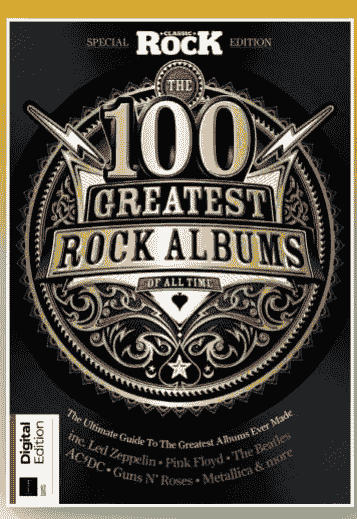 SPECIAL CLASSIC ROCK EDITION
THE
100
GREATEST
ROCK ALBUMS
OF ALL TIME
The Ultimate Guide To The Greatest Albums Ever Made
inc. Led Zeppelin • Pink Floyd • The Beatles
AC/DC • Guns N' Roses • Metallica & more
Digital
Edition